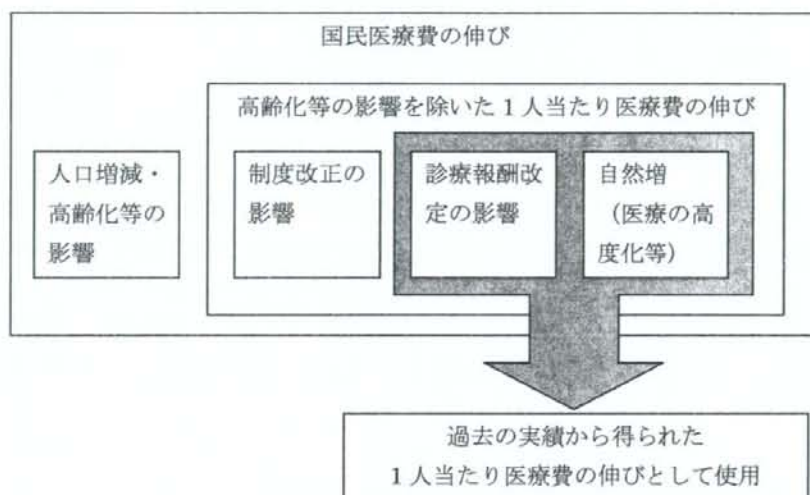 国民医療費の伸び
高齢化等の影響を除いた1人当たり医療費の伸び
人口増減・
高齢化等の
影響
制度改正の
影響
診療報酬改
定の影響
自然増
（医療の高
度化等）
過去の実績から得られた
1人当たり医療費の伸びとして使用